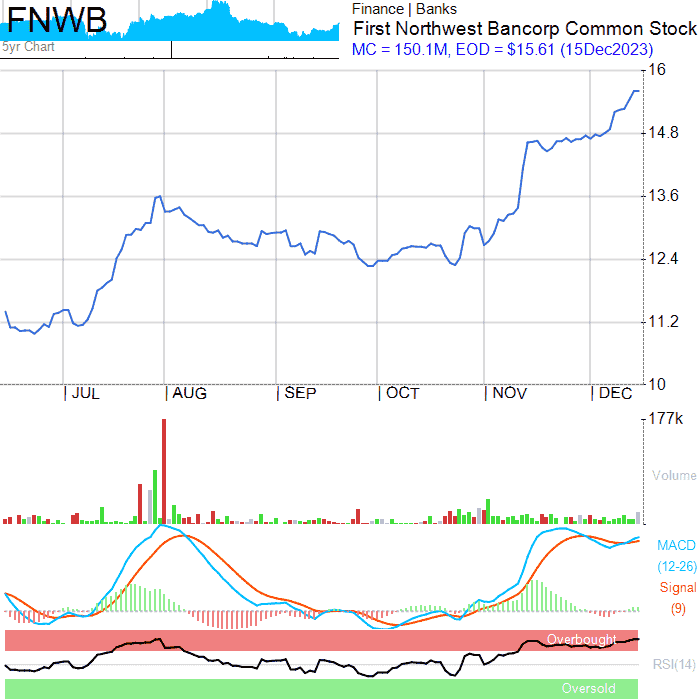 FNWB
5yr Chart
Finance | Banks
First Northwest Bancorp Common Stock
MC = 150.1M, EOD = $15.61 (15Dec2023)
16
14.8
13.6
12.4
11.2
10
JUL AUG SEP OCT NOV DEC
177k
Volume
MACD
(12-26)
Signal
(9)
Overbought
RSI(14)
Oversold